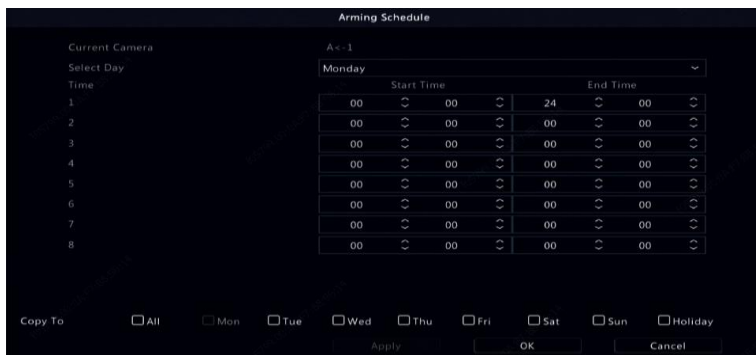 Arming Schedule
Current Camera A<-1
Select Day Monday
Time Start Time End Time
1 00 00 24 00
2 00 00 00 00
3 00 00 00 00
4 00 00 00 00
5 00 00 00 00
6 00 00 00 00
7 00 00 00 00
8 00 00 00 00
Copy To All Mon Tue Wed Thu Fri Sat Sun Holiday
Apply OK Cancel